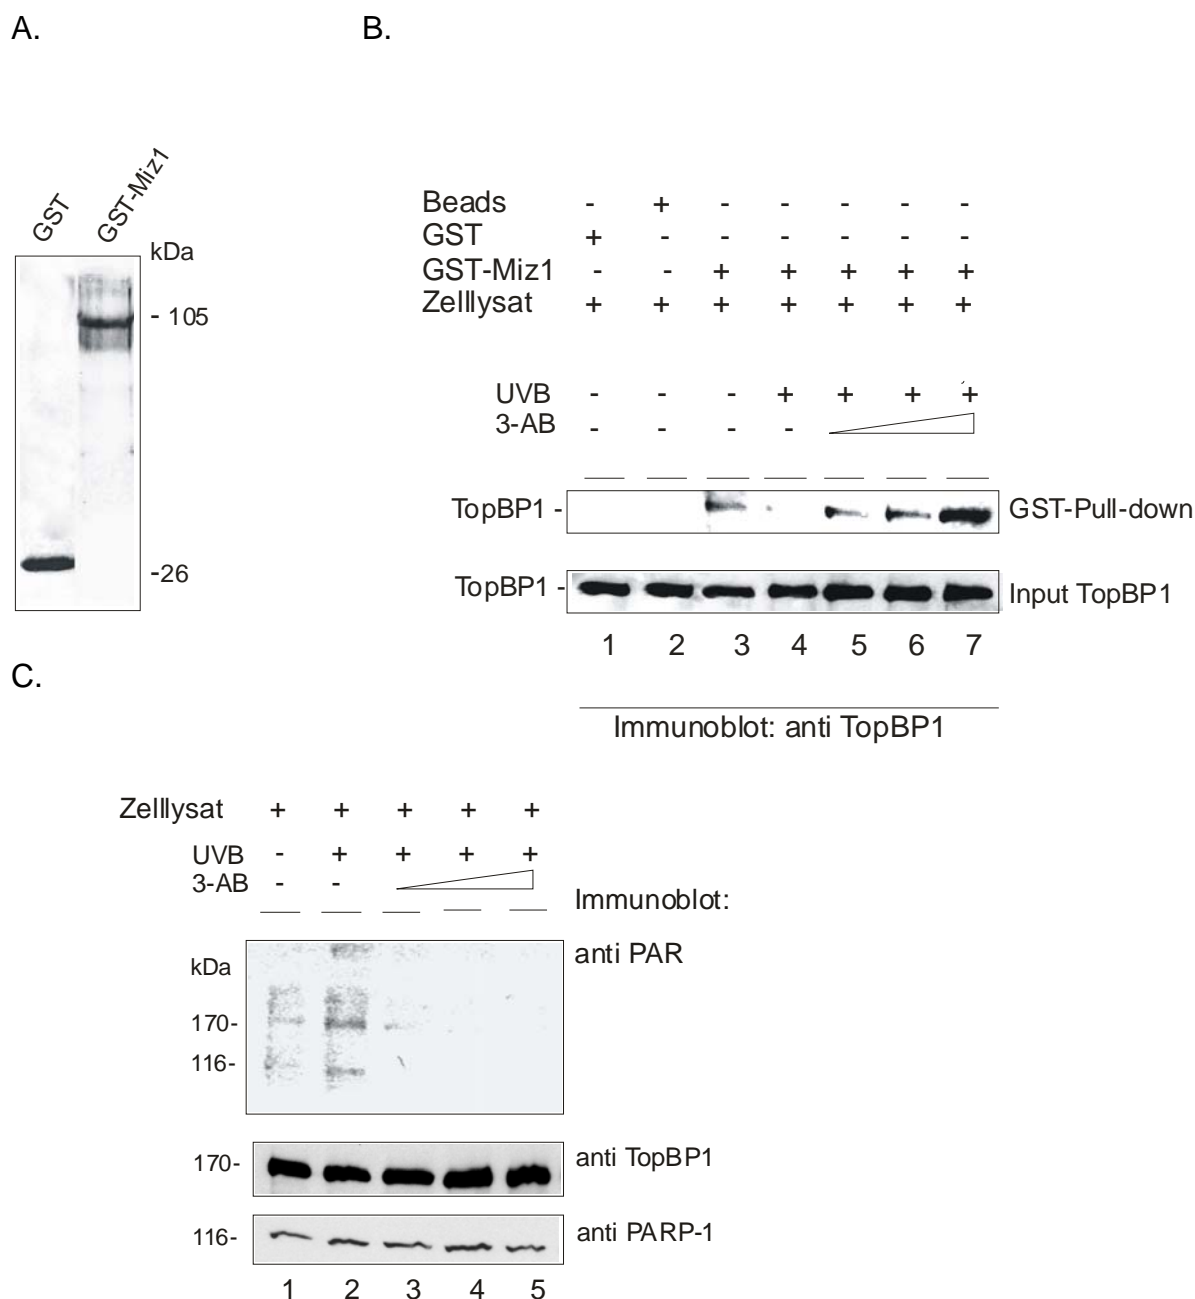 A.
B.
GST
GST-Miz1
kDa
- 105
-26
Beads - + - - - - -
GST + - - - - - -
GST-Miz1 - - + + + + +
Zelllysat + + + + + + +
UVB - - - + + + +
3-AB - - - -
TopBP1 -
GST-Pull-down
TopBP1 -
Input TopBP1
1 2 3 4 5 6 7
Immunoblot: anti TopBP1
C.
Zelllysat + + + + +
UVB - + + + +
3-AB - -
Immunoblot:
anti PAR
kDa
170-
116-
170-
anti TopBP1
116-
anti PARP-1
1 2 3 4 5